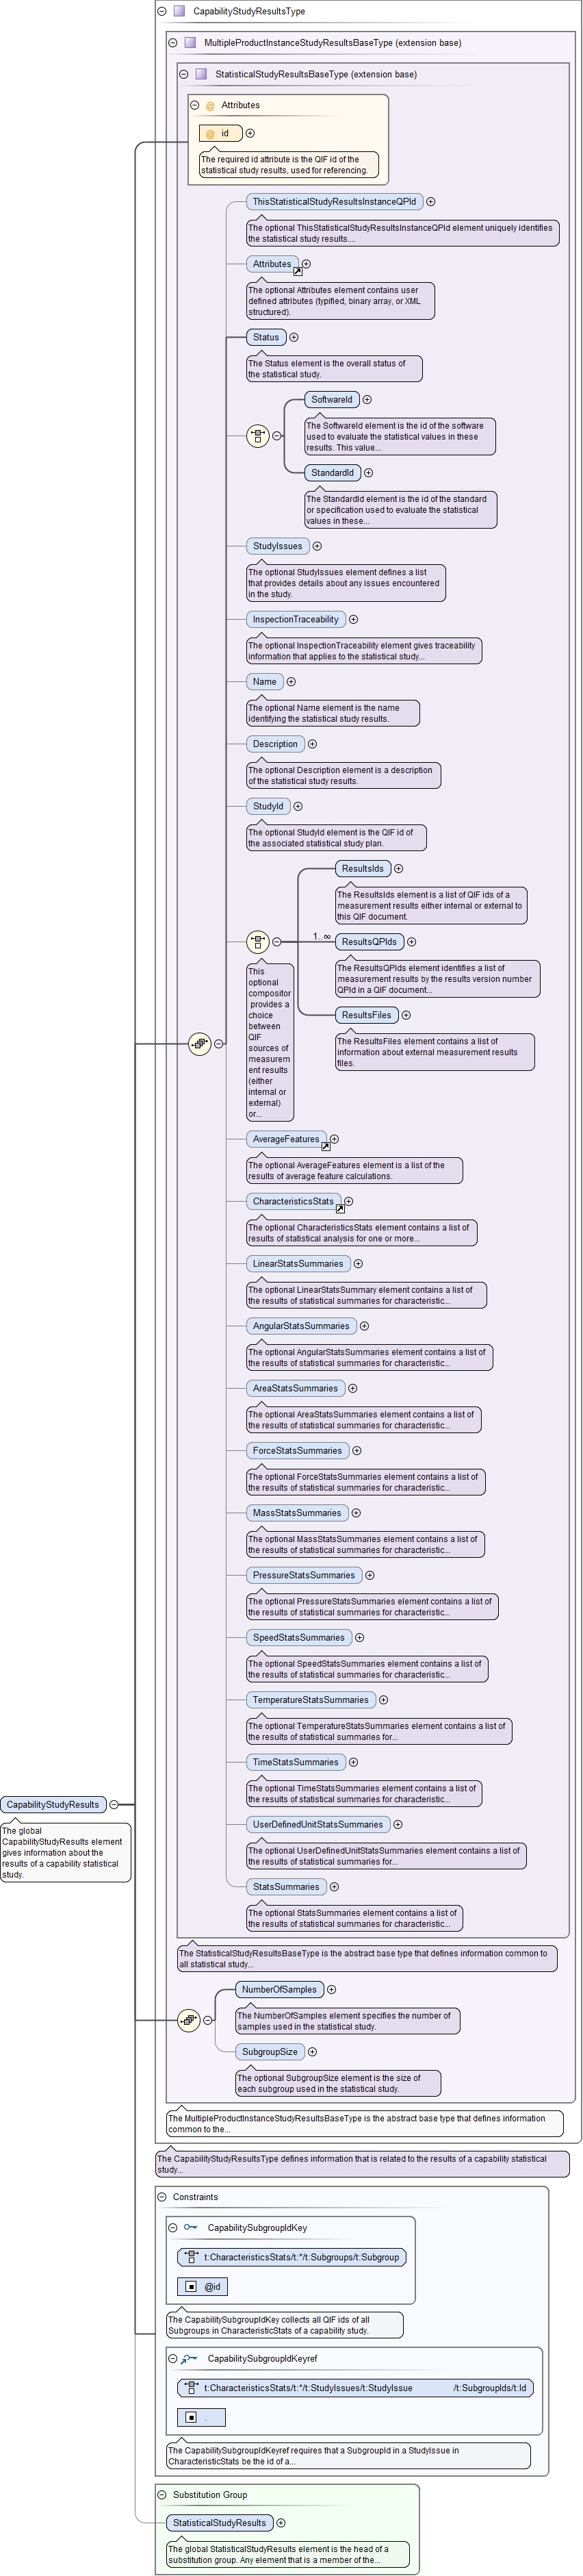 CapabilityStudyResultsType
MultipleProductInstanceStudyResultsBaseType (extension base)
StatisticalStudyResultsBaseType (extension base)
@ Attributes
@ id
The required id attribute is the QIF id of the
statistical study results, used for referencing.
ThisStatisticalStudyResultsInstanceQPId
The optional ThisStatisticalStudyResultsInstanceQPId element uniquely identifies
the statistical study results....
Attributes
The optional Attributes element contains user
defined attributes (typified, binary array, or XML
structured).
Status
The Status element is the overall status of
the statistical study.
SoftwareId
The SoftwareId element is the id of the software
used to evaluate the statistical values in these
results. This value...
StandardId
The StandardId element is the id of the standard
or specification used to evaluate the statistical
values in these...
StudyIssues
The optional StudyIssues element defines a list
that provides details about any issues encountered
in the study.
InspectionTraceability
The optional InspectionTraceability element gives traceability
information that applies to the statistical study...
Name
The optional Name element is the name
identifying the statistical study results.
Description
The optional Description element is a description
of the statistical study results.
StudyId
The optional StudyId element is the QIF id of
the associated statistical study plan.
ResultsIds
The ResultsIds element is a list of QIF ids of a
measurement results either internal or external to
this QIF document.
1..∞
ResultsQPIds
The ResultsQPIds element identifies a list of
measurement results by the results version number
QPId in a QIF document...
ResultsFiles
The ResultsFiles element contains a list of
information about external measurement results
files.
This
optional
compositor
provides a
choice
between
QIF
sources of
measurem
ent results
(either
internal or
external)
or...
AverageFeatures
The optional AverageFeatures element is a list of the
results of average feature calculations.
CharacteristicsStats
The optional CharacteristicsStats element contains a list of
results of statistical analysis for one or more...
LinearStatsSummaries
The optional LinearStatsSummary element contains a list of
the results of statistical summaries for characteristic...
AngularStatsSummaries
The optional AngularStatsSummaries element contains a list of
the results of statistical summaries for characteristic...
AreaStatsSummaries
The optional AreaStatsSummaries element contains a list of
the results of statistical summaries for characteristic...
ForceStatsSummaries
The optional ForceStatsSummaries element contains a list of
the results of statistical summaries for characteristic...
MassStatsSummaries
The optional MassStatsSummaries element contains a list of
the results of statistical summaries for characteristic...
PressureStatsSummaries
The optional PressureStatsSummaries element contains a list of
the results of statistical summaries for characteristic...
SpeedStatsSummaries
The optional SpeedStatsSummaries element contains a list of
the results of statistical summaries for characteristic...
TemperatureStatsSummaries
The optional TemperatureStatsSummaries element contains a list of
the results of statistical summaries for...
TimeStatsSummaries
The optional TimeStatsSummaries element contains a list of
the results of statistical summaries for characteristic...
UserDefinedUnitStatsSummaries
The optional UserDefinedUnitStatsSummaries element contains a list of
the results of statistical summaries for...
StatsSummaries
The optional StatsSummaries element contains a list of
the results of statistical summaries for characteristic...
CapabilityStudyResults
The global
CapabilityStudyResults element
gives information about the
results of a capability statistical
study.
The StatisticalStudyResultsBaseType is the abstract base type that defines information common to
all statistical study...
NumberOfSamples
The NumberOfSamples element specifies the number of
samples used in the statistical study.
SubgroupSize
The optional SubgroupSize element is the size of
each subgroup used in the statistical study.
The MultipleProductInstanceStudyResultsBaseType is the abstract base type that defines information
common to the...
The CapabilityStudyResultsType defines information that is related to the results of a capability statistical
study...
Constraints
CapabilitySubgroupIdKey
t:CharacteristicsStats/t:*/t:Subgroups/t:Subgroup
@id
The CapabilitySubgroupIdKey collects all QIF ids of all
Subgroups in CharacteristicStats of a capability study.
CapabilitySubgroupIdKeyref
t:CharacteristicsStats/t:*/t:StudyIssues/t:StudyIssue /t:SubgroupIds/t:Id
.
The CapabilitySubgroupIdKeyref requires that a SubgroupId in a StudyIssue in
CharacteristicStats be the id of a...
Substitution Group
StatisticalStudyResults
The global StatisticalStudyResults element is the head of a
substitution group. Any element that is a member of the...